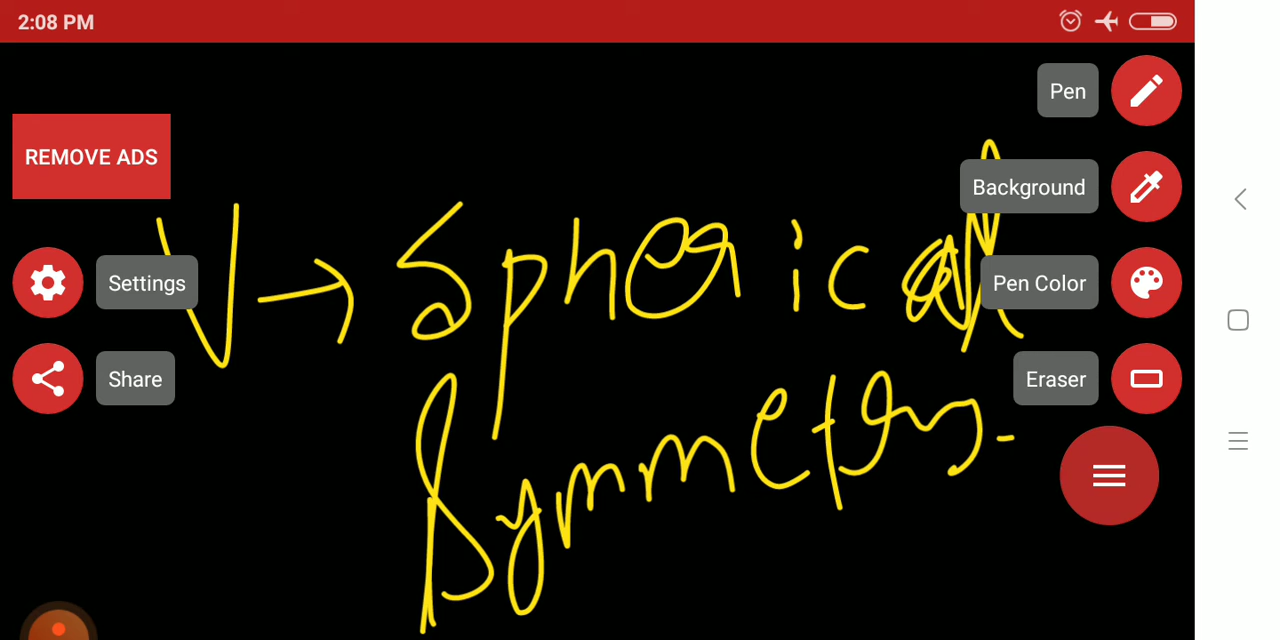 2:08 PM
Pen
REMOVE ADS
Background
V → Spherical
Settings
Pen Color
Share
Eraser
Symmetry.